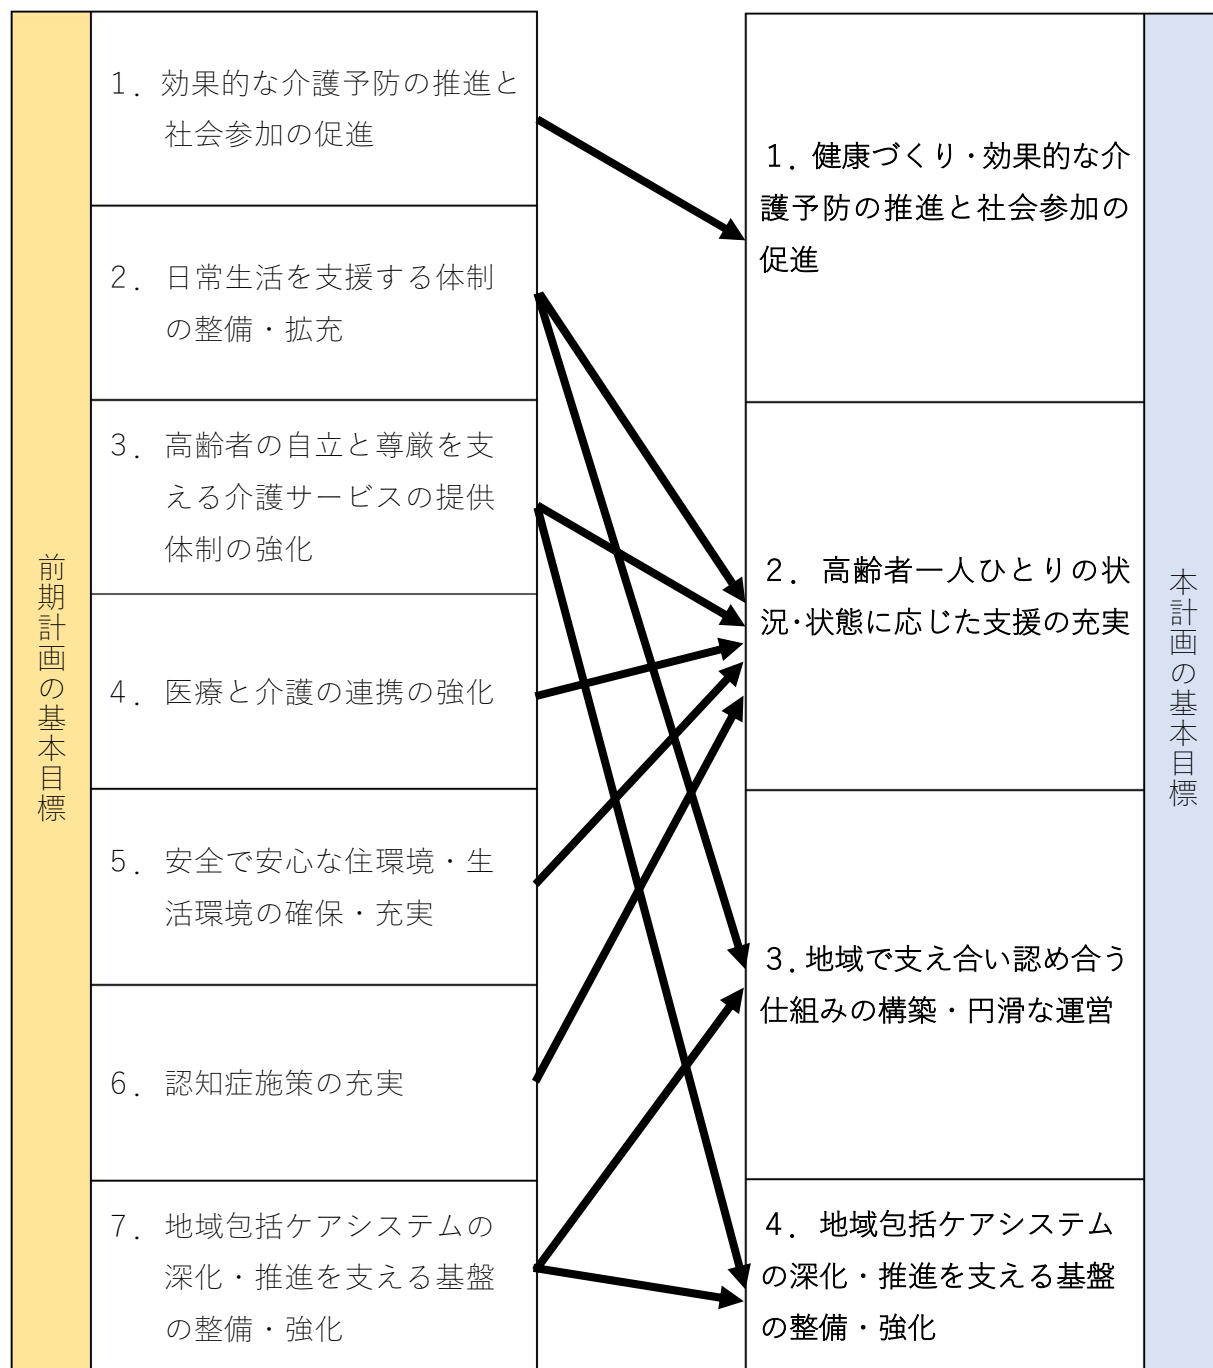 前期計画の基本目標
1．効果的な介護予防の推進と
社会参加の促進
2．日常生活を支援する体制
の整備・拡充
3．高齢者の自立と尊厳を支
える介護サービスの提供
体制の強化
4．医療と介護の連携の強化
5．安全で安心な住環境・生
活環境の確保・充実
6．認知症施策の充実
7．地域包括ケアシステムの
深化・推進を支える基盤
の整備・強化
1．健康づくり・効果的な介
護予防の推進と社会参加の
促進
2．高齢者一人ひとりの状
況・状態に応じた支援の充実
3．地域で支え合い認め合う
仕組みの構築・円滑な運営
4．地域包括ケアシステム
の深化・推進を支える基盤
の整備・強化
本計画の基本目標